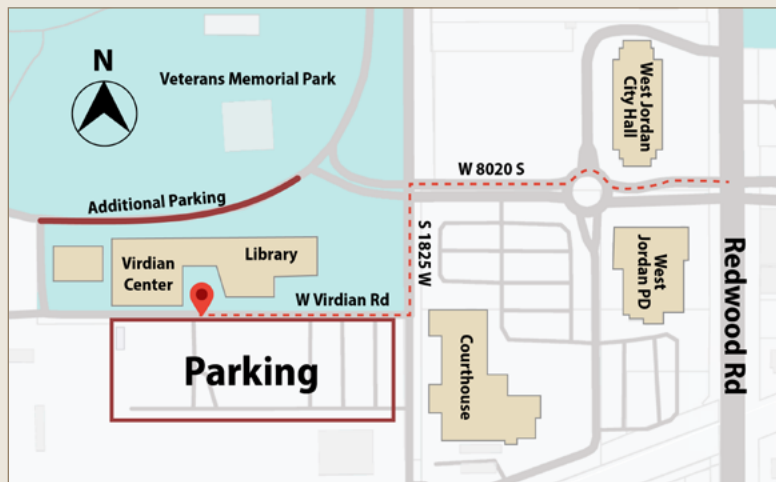 N
Veterans Memorial Park
West Jordan
City Hall
W 8020 S
Additional Parking
Library
Virdian
Center
S 1825 W
West
Jordan PD
Redwood Rd
W Virdian Rd
Parking
Courthouse